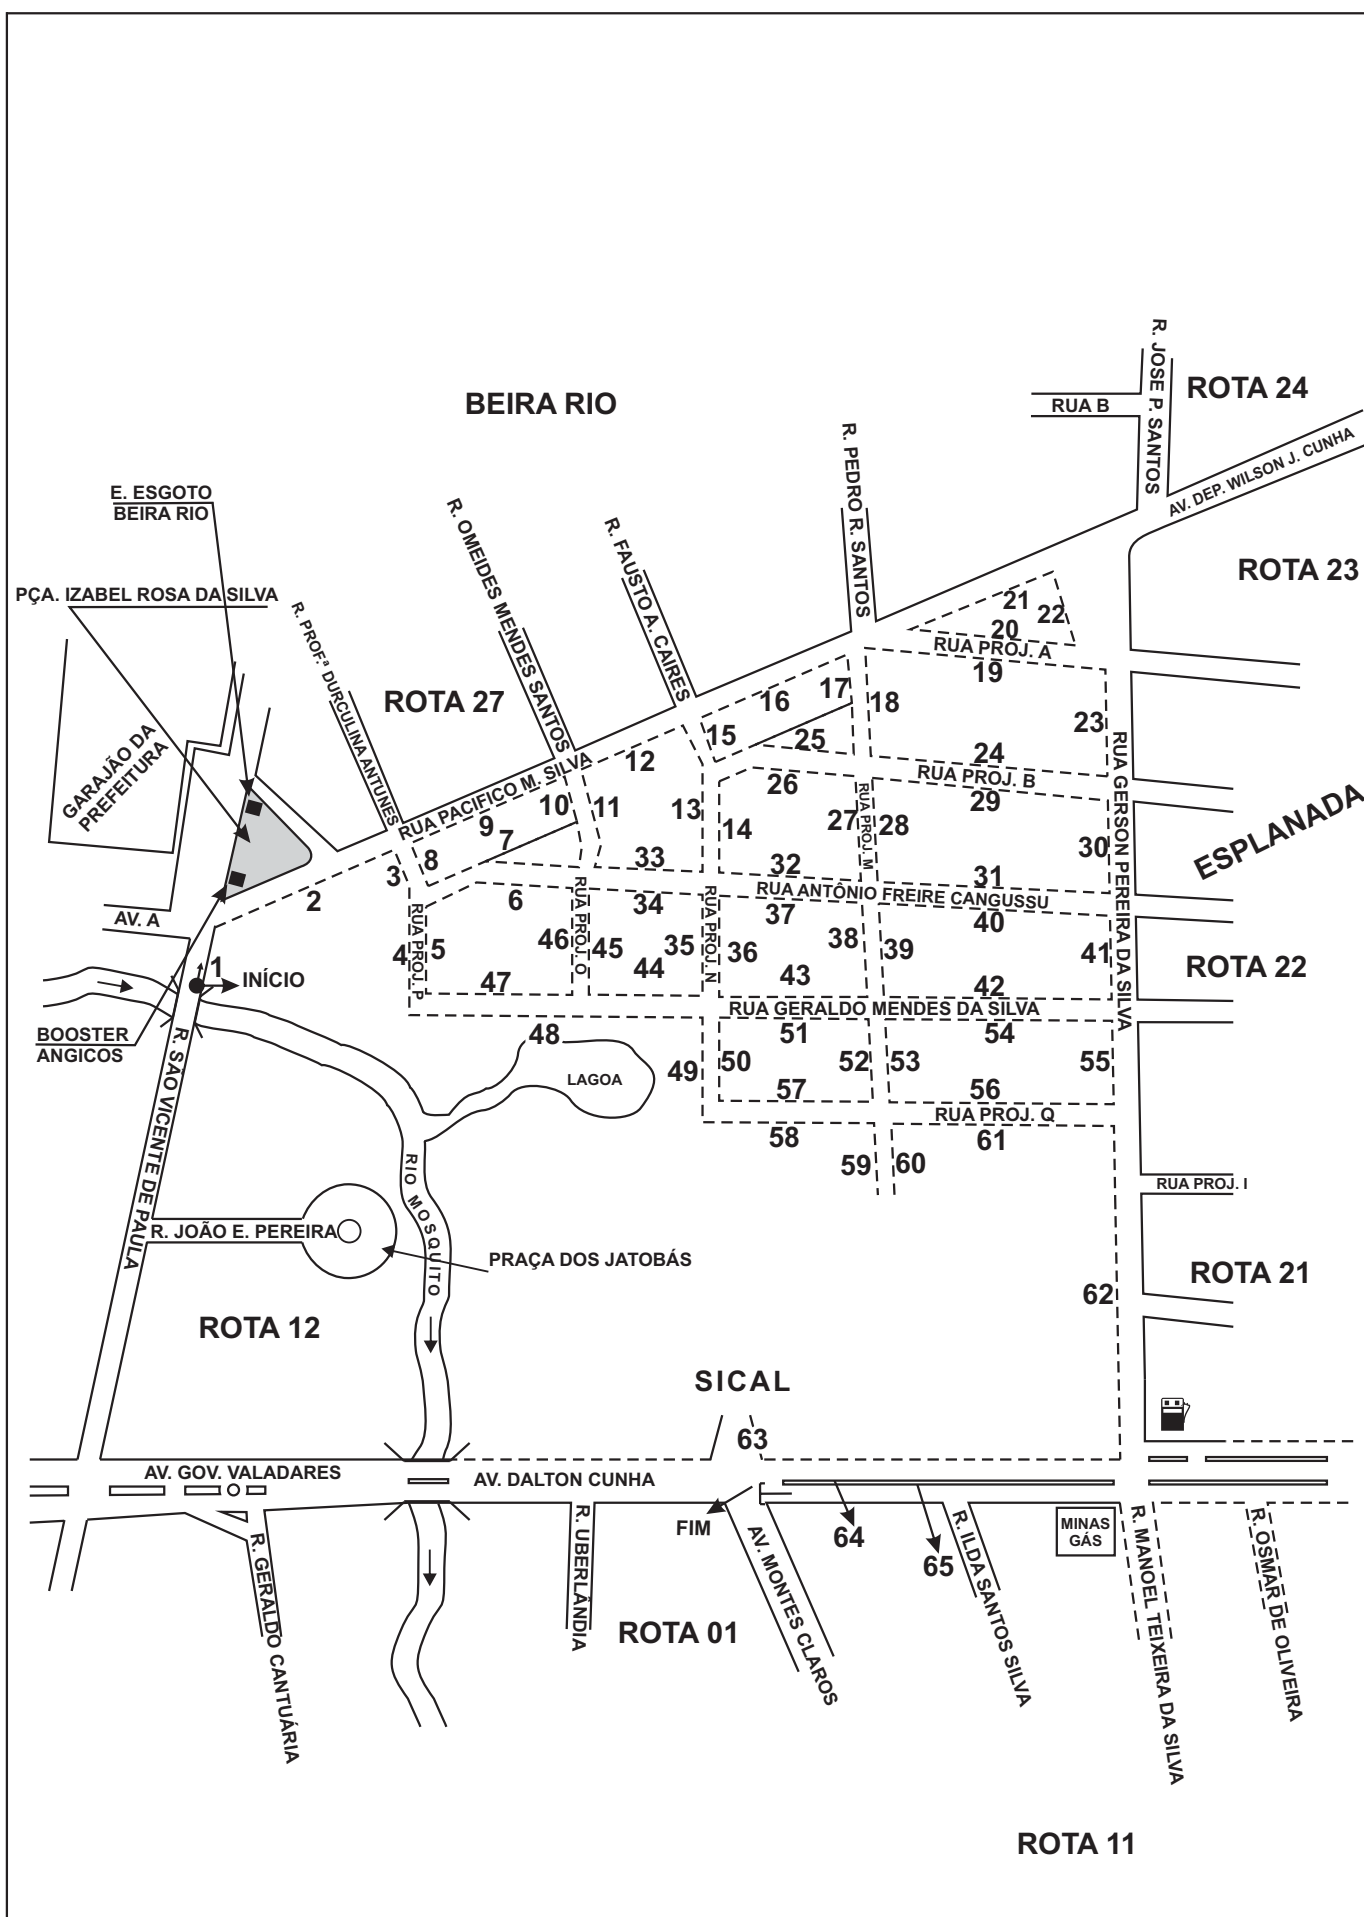 R. JOSE P. SANTOS
ROTA 24
BEIRA RIO
RUA B
AV. DEP. WILSON J. CUNHA
R. PEDRO R. SANTOS
E. ESGOTO
BEIRA RIO
R. OMEIDES MENDES SANTOS
R. FAUSTO A. CAIRES
ROTA 23
PÇA. IZABEL ROSA DA SILVA
R. PROF.ª DURCULINA ANTUNES
21
22
20
RUA PROJ. A
19
ROTA 27
16
17
18
15
23
GARAJÃO DA
PREFEITURA
12
25
24
RUA PACIFICO M. SILVA
RUA PROJ. B
26
29
RUA GERSON PEREIRA DA SILVA
ESPLANADA
10
11
13
9
7
14
27
RUA PROJ. M
28
30
8
33
32
31
3
2
6
34
RUA ANTÔNIO FREIRE CANGUSSU
37
40
AV. A
4
RUA PROJ. P
5
46
RUA PROJ. O
45
35
RUA PROJ. N
36
38
39
41
1
INÍCIO
47
44
43
42
ROTA 22
RUA GERALDO MENDES DA SILVA
BOOSTER
ANGICOS
R. SÃO VICENTE DE PAULA
48
51
54
49
50
52
53
55
LAGOA
57
56
RUA PROJ. Q
58
61
59
60
RIO MOSQUITO
RUA PROJ. I
R. JOÃO E. PEREIRA
PRAÇA DOS JATOBÁS
ROTA 21
62
ROTA 12
SICAL
63
AV. GOV. VALADARES
AV. DALTON CUNHA
FIM
64
65
MINAS
GÁS
R. GERALDO CANTUÁRIA
R. UBERLÂNDIA
AV. MONTES CLAROS
R. ILDA SANTOS SILVA
R. MANOEL TEIXEIRA DA SILVA
R. OSMAR DE OLIVEIRA
ROTA 01
ROTA 11